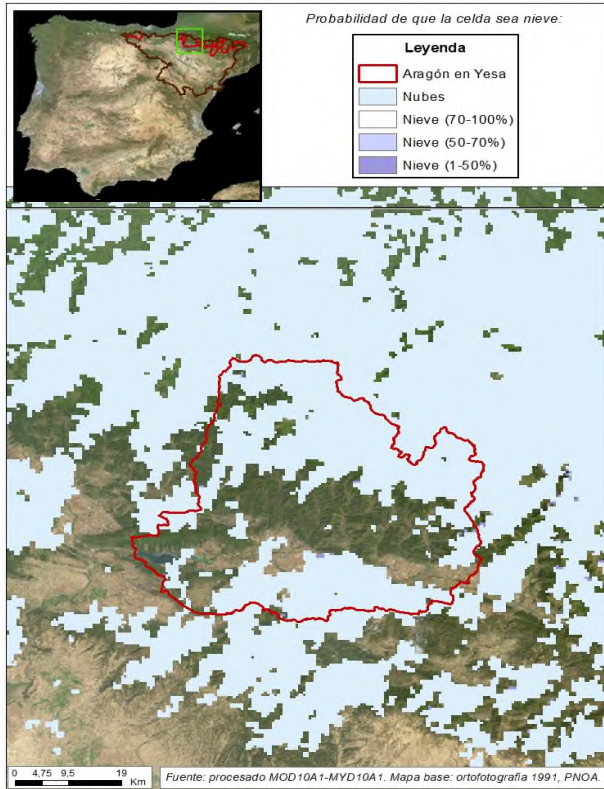 Probabilidad de que la celda sea nieve:
Leyenda
Aragón en Yesa
Nubes
Nieve (70-100%)
Nieve (50-70%)
Nieve (1-50%)
0 4,75 9,5 19
Km
Fuente: procesado MOD10A1-MYD10A1. Mapa base: ortofotografia 1991, PNOA.